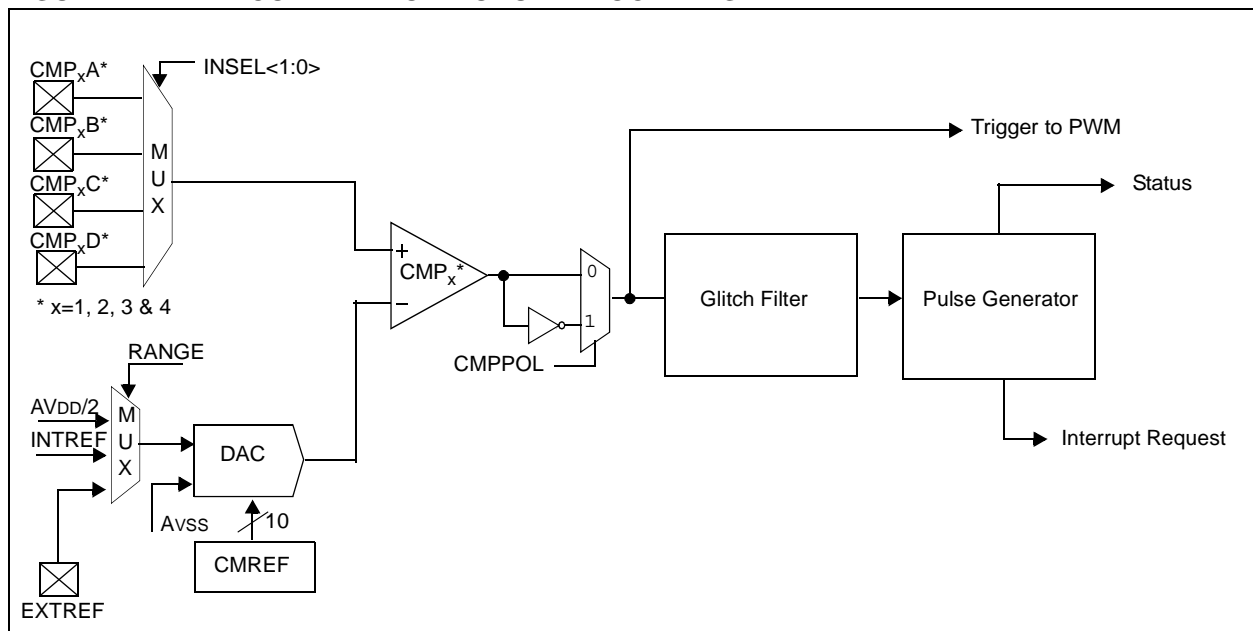 INSEL<1:0>
CMPxA*
CMPxB*
CMPxC*
CMPxD*
M
U
X
* x=1, 2, 3 & 4
Trigger to PWM
Status
+
CMPx*
−
0
1
CMPPOL
Glitch Filter
Pulse Generator
Interrupt Request
RANGE
AVDD/2
INTREF
M
U
X
DAC
AVSS
10
CMREF
EXTREF